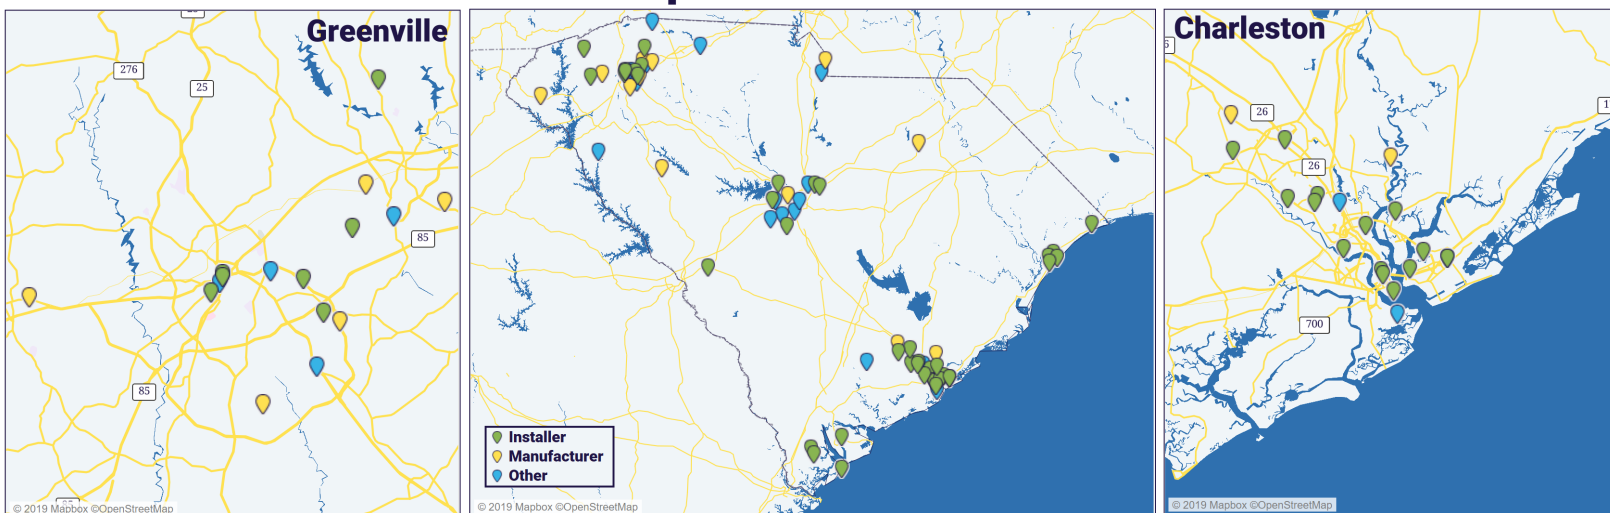 Greenville
276
25
85
85
© 2019 Mapbox ©OpenStreetMap
Installer
Manufacturer
Other
© 2019 Mapbox ©OpenStreetMap
Charleston
26
26
700
© 2019 Mapbox ©OpenStreetMap